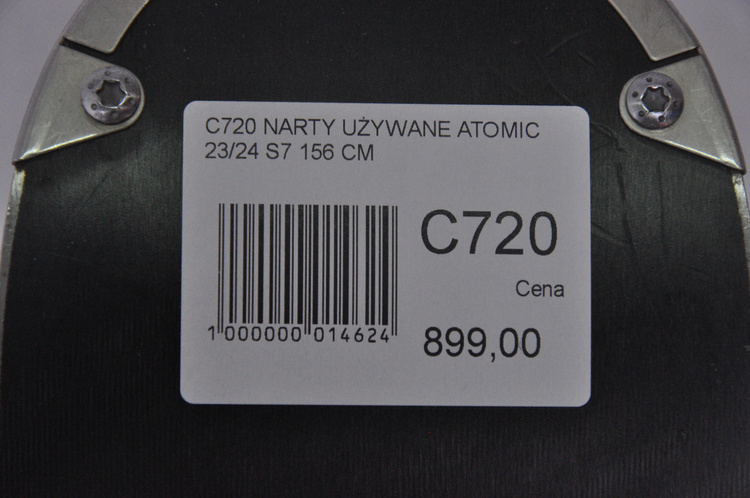 C720 NARTY UŻYWANE ATOMIC
23/24 S7 156 CM
C720
Cena
1 000000 014624
899,00